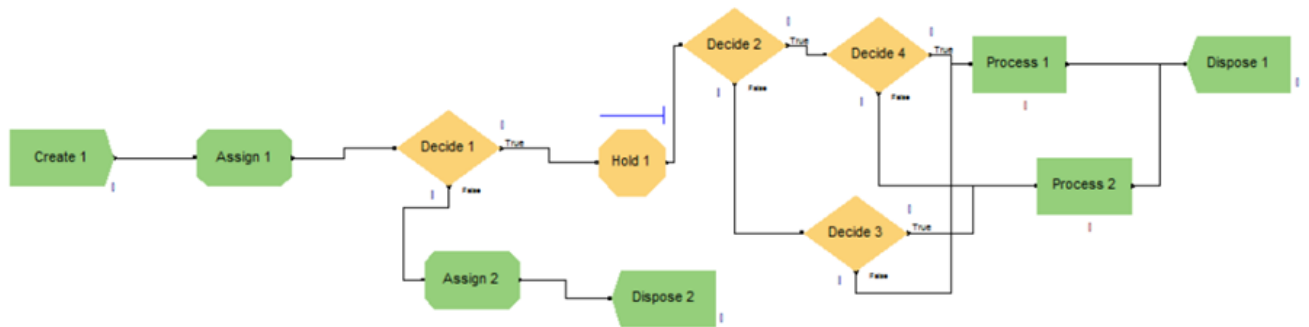 Decide 2
True
Decide 4
True
Process 1
Dispose 1
False
False
Create 1
Assign 1
Decide 1
True
Hold 1
False
Process 2
Decide 3
True
False
Assign 2
Dispose 2